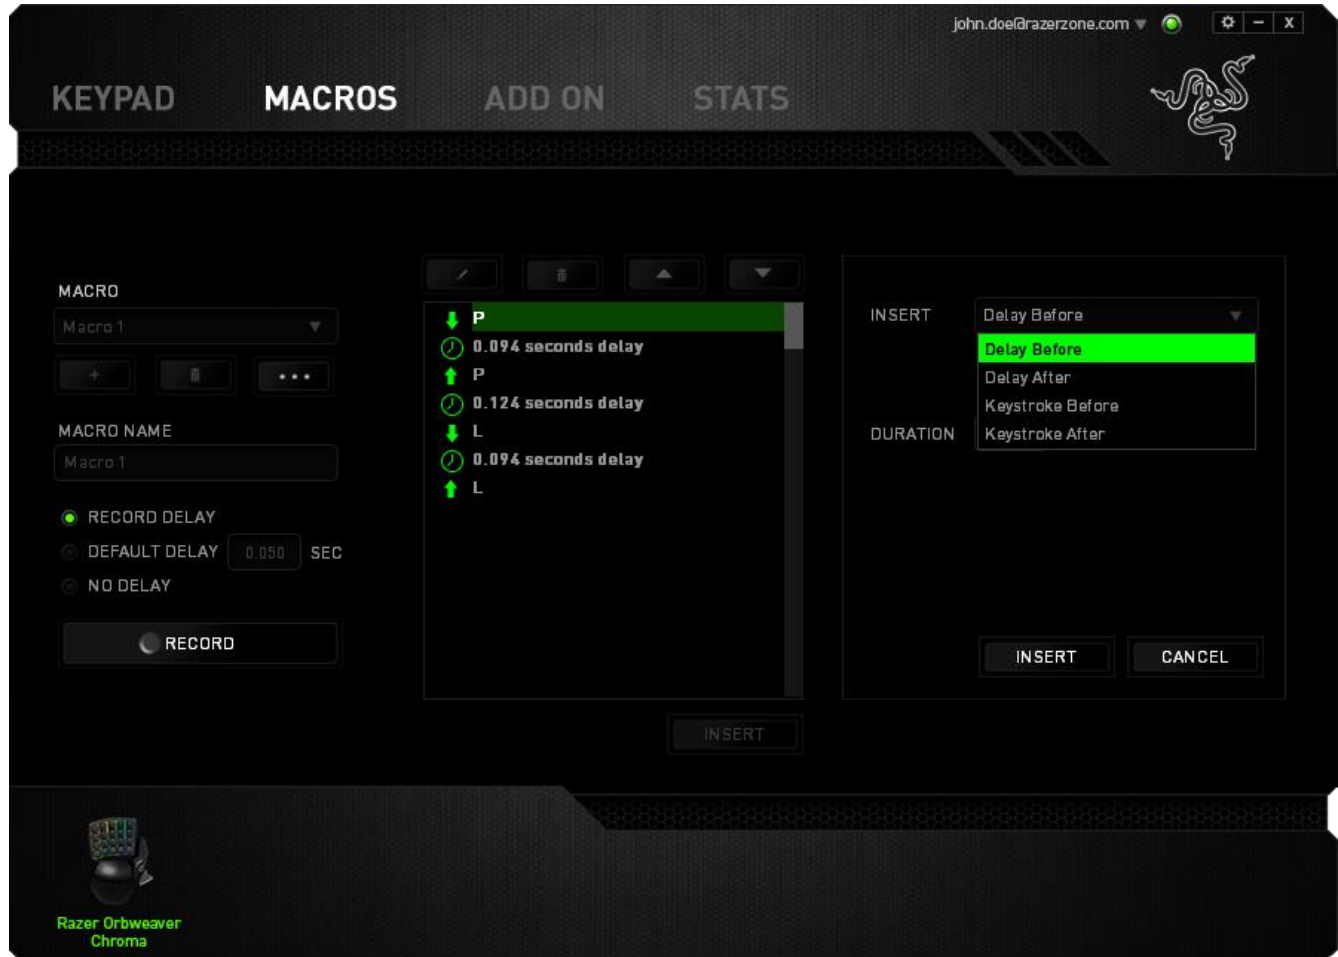 john.doe@razerzone.com
KEYPAD MACROS ADD ON STATS
MACRO
Macro 1
MACRO NAME
Macro 1
RECORD DELAY
DEFAULT DELAY 0.050 SEC
NO DELAY
RECORD
P
0.094 seconds delay
P
0.124 seconds delay
L
0.094 seconds delay
L
INSERT
INSERT Delay Before
Delay Before
Delay After
Keystroke Before
Keystroke After
DURATION
INSERT CANCEL
Razer Orbweaver
Chroma